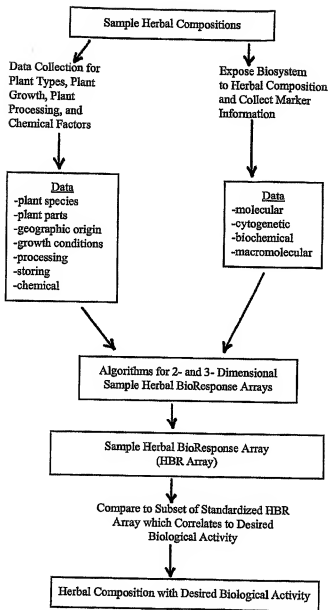 Sample Herbal Compositions
Data Collection for
Plant Types, Plant
Growth, Plant
Processing, and
Chemical Factors
Expose Biosystem
to Herbal Composition
and Collect Marker
Information
Data
-plant species
-plant parts
-geographic origin
-growth conditions
-processing
-storing
-chemical
Data
-molecular
-cytogenetic
-biochemical
-macromolecular
Algorithms for 2- and 3- Dimensional
Sample Herbal BioResponse Arrays
Sample Herbal BioResponse Array
(HBR Array)
Compare to Subset of Standardized HBR
Array which Correlates to Desired
Biological Activity
Herbal Composition with Desired Biological Activity